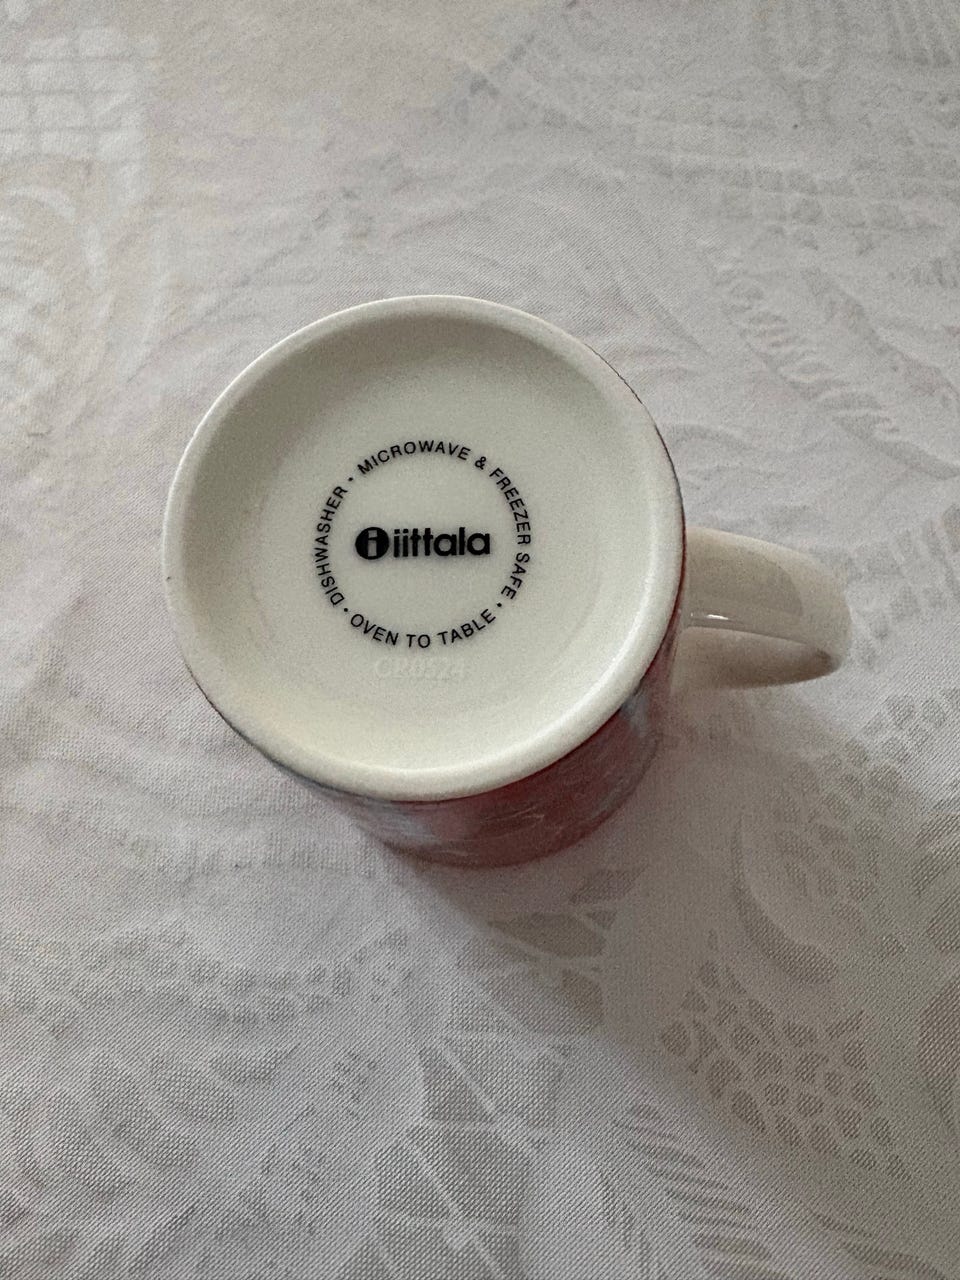 MICROWAVE & FREEZER SAFE • OVEN TO TABLE • DISHWASHER •
i iittala